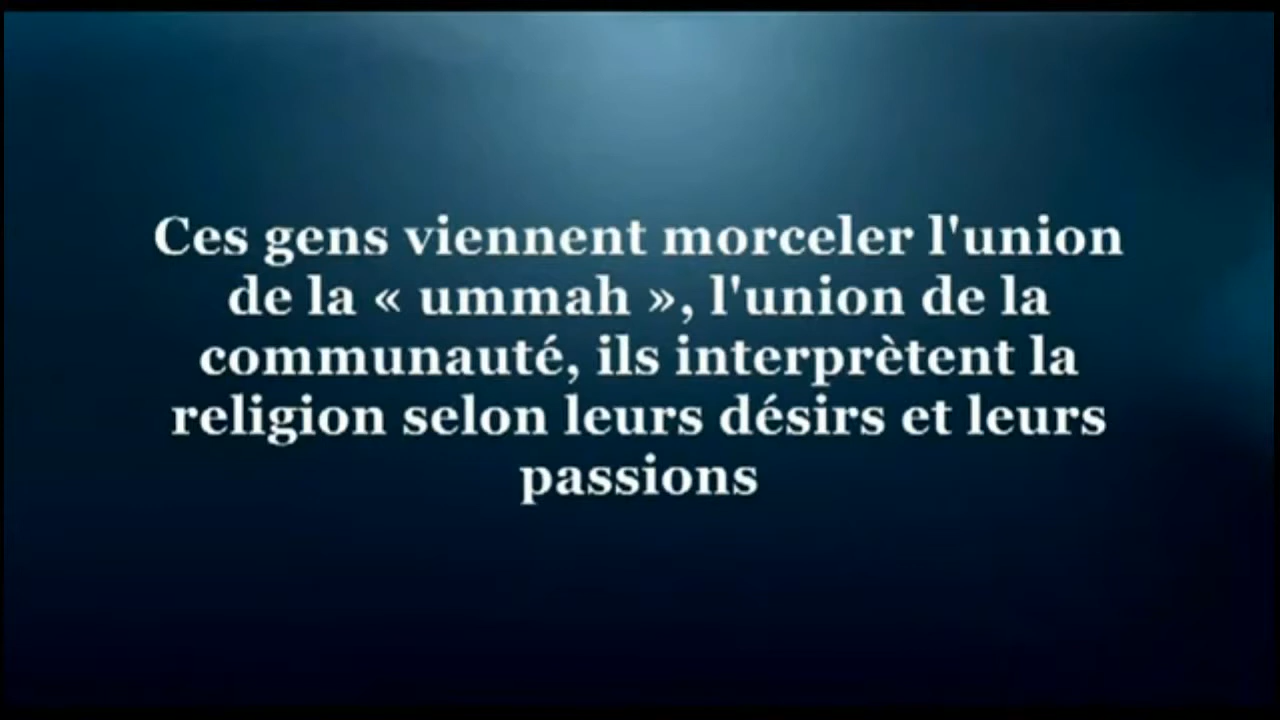 Ces gens viennent morceler l'union
de la « ummah », l'union de la
communauté, ils interprètent la
religion selon leurs désirs et leurs
passions